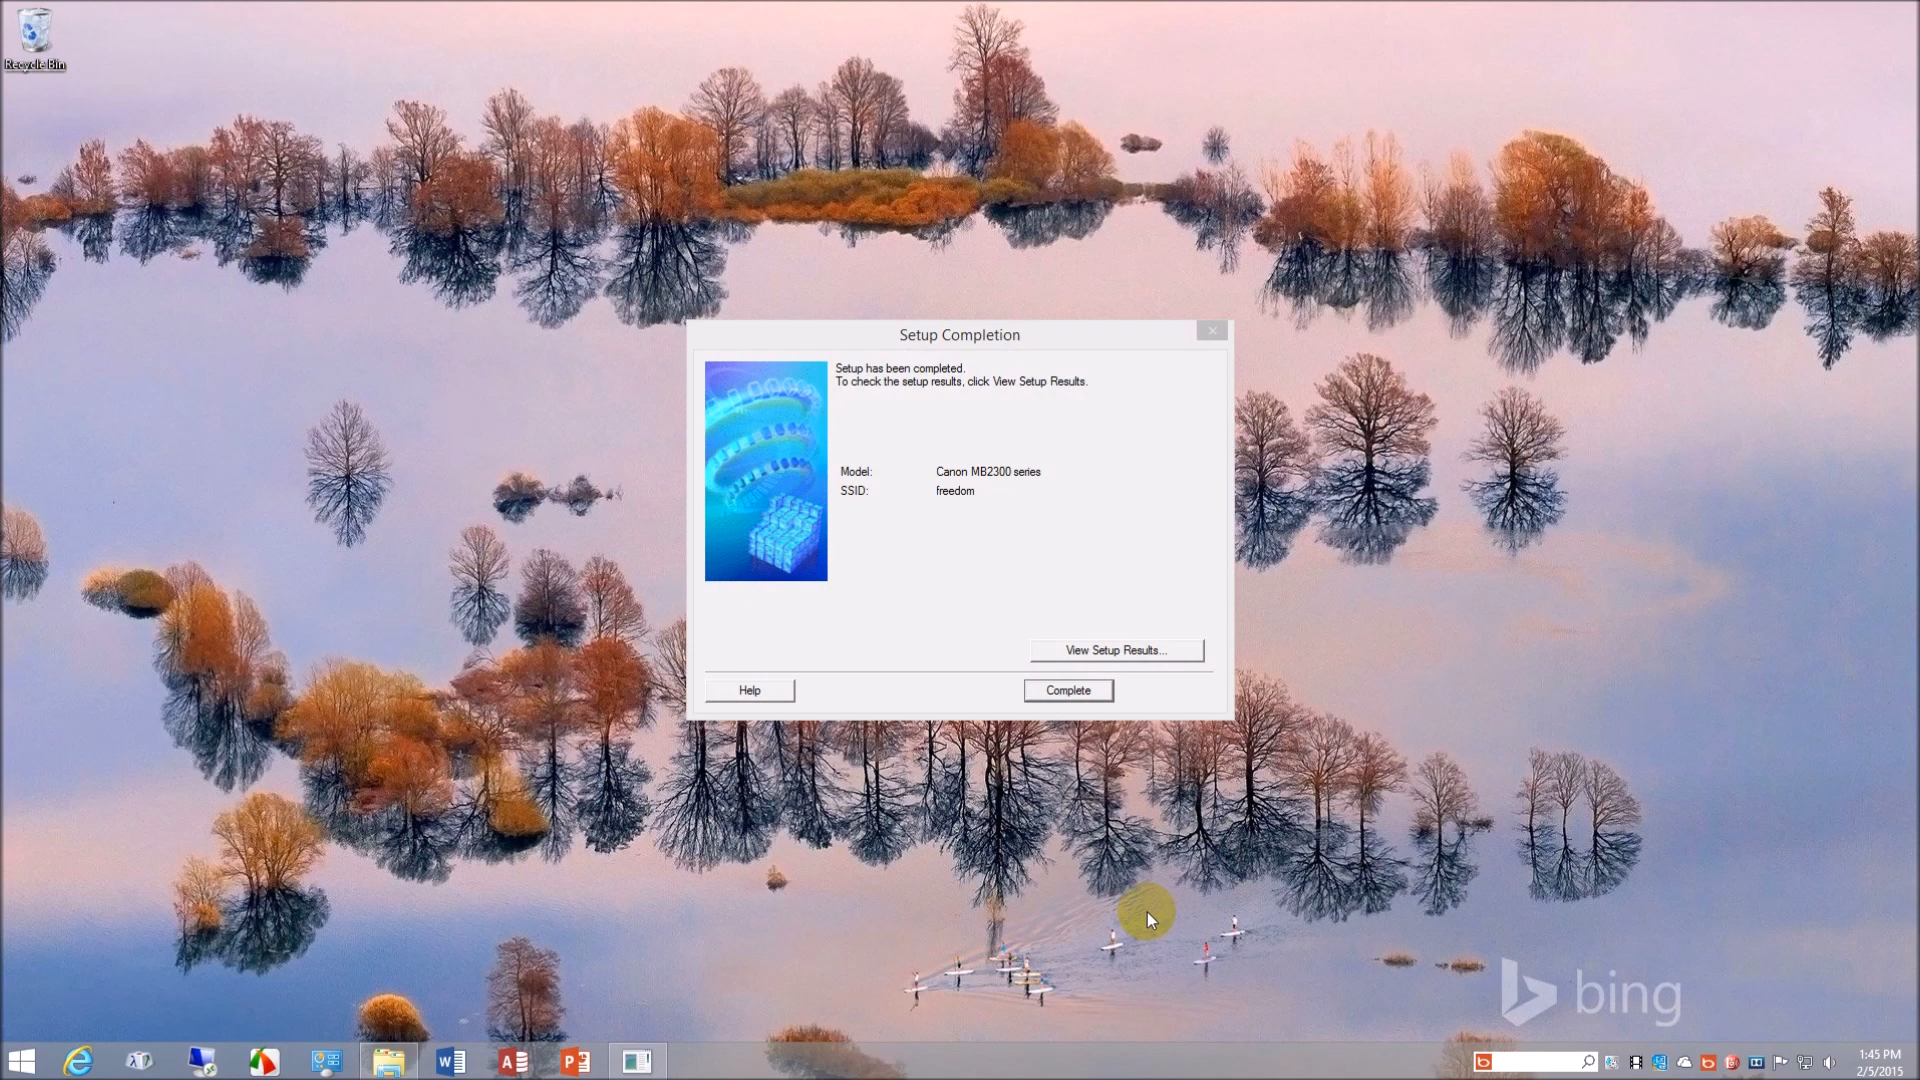 Recycle Bin
Setup Completion
Setup has been completed.
To check the setup results, click View Setup Results.
Model: Canon MB2300 series
SSID: freedom
View Setup Results...
Help
Complete
bing
1:45 PM
2/5/2015